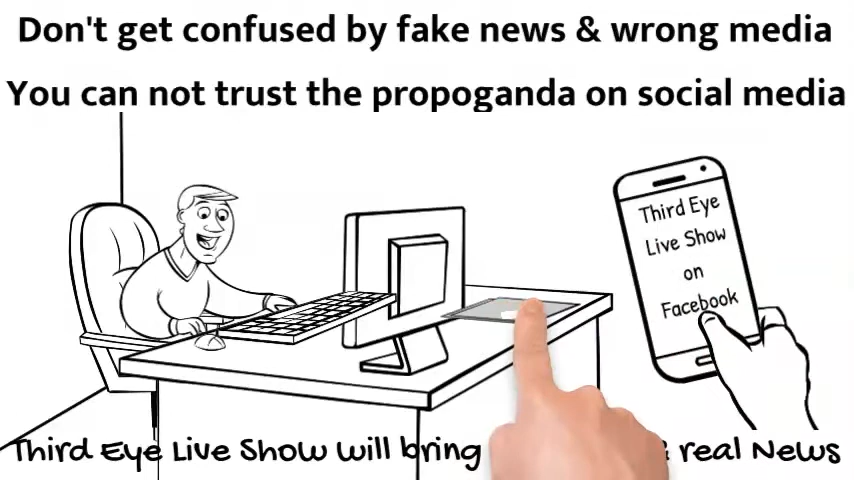 Don't get confused by fake news & wrong media
You can not trust the propoganda on social media
Third Eye
Live Show
on
Facebook
Third Eye Live Show will bring real News